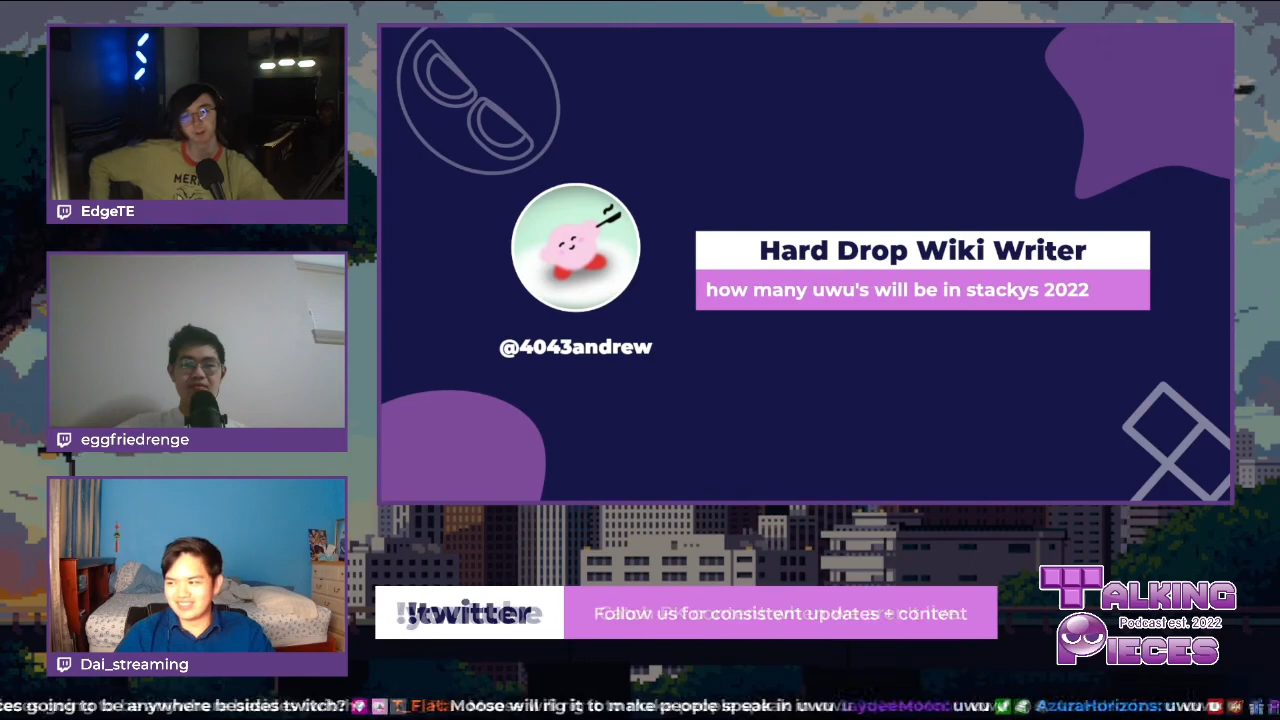 MER
EdgeTE
eggfriedrenge
Dai_streaming
Hard Drop Wiki Writer
how many uwu's will be in stackys 2022
@4043andrew
!twitter
Follow us for consistent updates + content
TALKING
Podcast est. 2022
PIECES
es going to be anywhere besides twitch? Flat: Moose will rig it to make people speak in uwu uwu AzuraHorizons: uwu